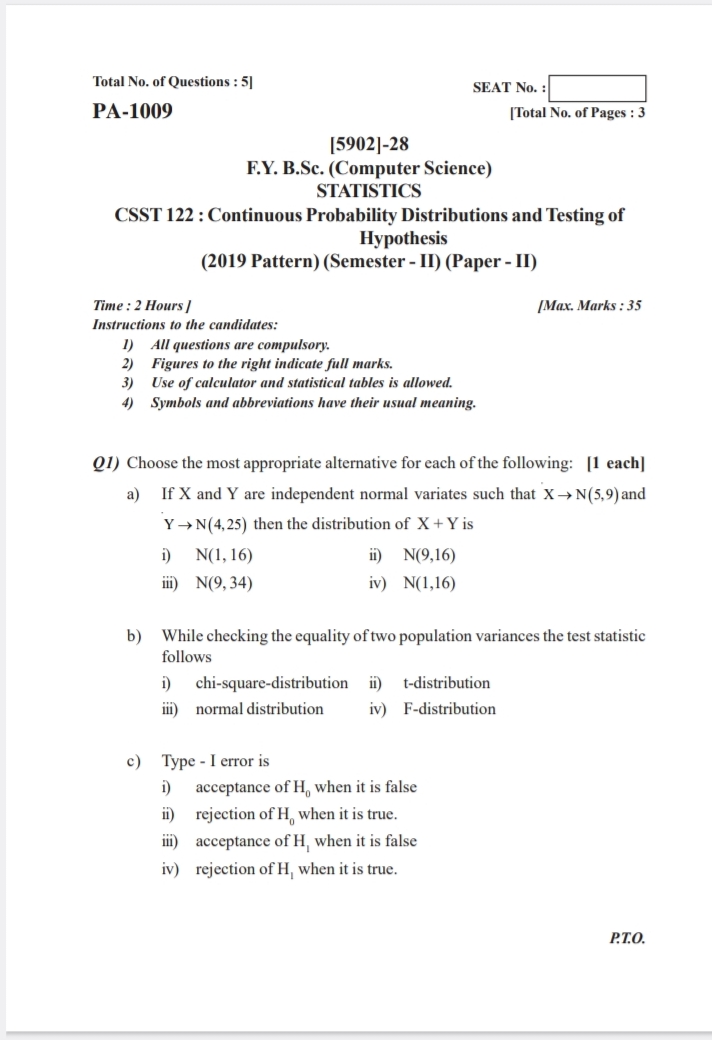 Total No. of Questions : 5]
SEAT No. :
PA-1009
[Total No. of Pages : 3
[5902]-28
F.Y. B.Sc. (Computer Science)
STATISTICS
CSST 122 : Continuous Probability Distributions and Testing of
Hypothesis
(2019 Pattern) (Semester - II) (Paper - II)
Time : 2 Hours ]
[Max. Marks : 35
Instructions to the candidates:
1) All questions are compulsory.
2) Figures to the right indicate full marks.
3) Use of calculator and statistical tables is allowed.
4) Symbols and abbreviations have their usual meaning.
Q1) Choose the most appropriate alternative for each of the following: [1 each]
a) If X and Y are independent normal variates such that X→N(5,9) and
Y→N(4,25) then the distribution of X+Y is
i) N(1, 16) ii) N(9,16)
iii) N(9, 34) iv) N(1,16)
b) While checking the equality of two population variances the test statistic
follows
i) chi-square-distribution ii) t-distribution
iii) normal distribution iv) F-distribution
c) Type - I error is
i) acceptance of H₀ when it is false
ii) rejection of H₀ when it is true.
iii) acceptance of H₁ when it is false
iv) rejection of H₁ when it is true.
P.T.O.